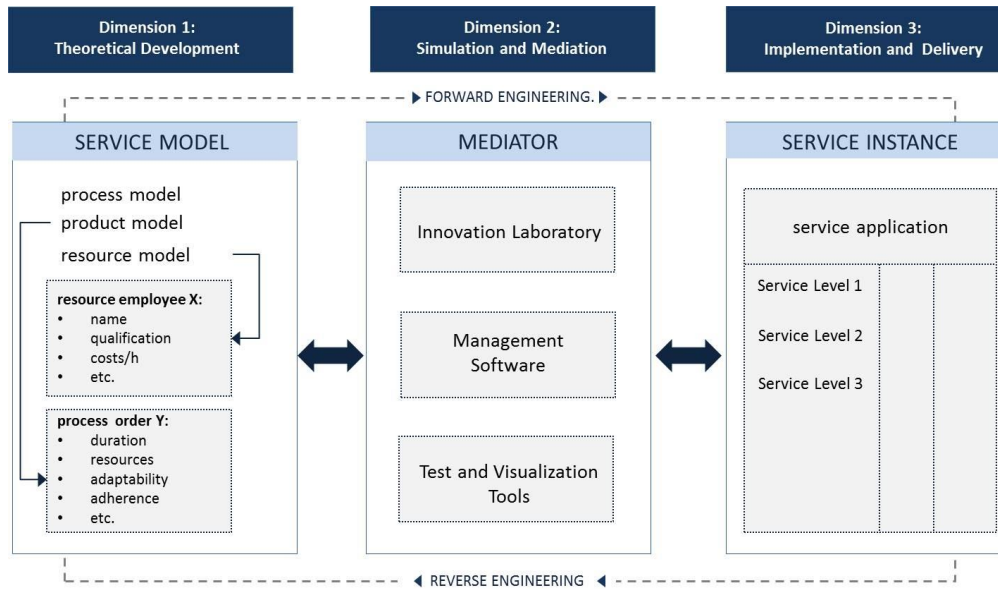 Dimension 1:
Theoretical Development
Dimension 2:
Simulation and Mediation
Dimension 3:
Implementation and Delivery
FORWARD ENGINEERING.
SERVICE MODEL
process model
product model
resource model
resource employee X:
• name
• qualification
• costs/h
• etc.
process order Y:
• duration
• resources
• adaptability
• adherence
• etc.
MEDIATOR
Innovation Laboratory
Management
Software
Test and Visualization
Tools
SERVICE INSTANCE
service application
Service Level 1
Service Level 2
Service Level 3
REVERSE ENGINEERING